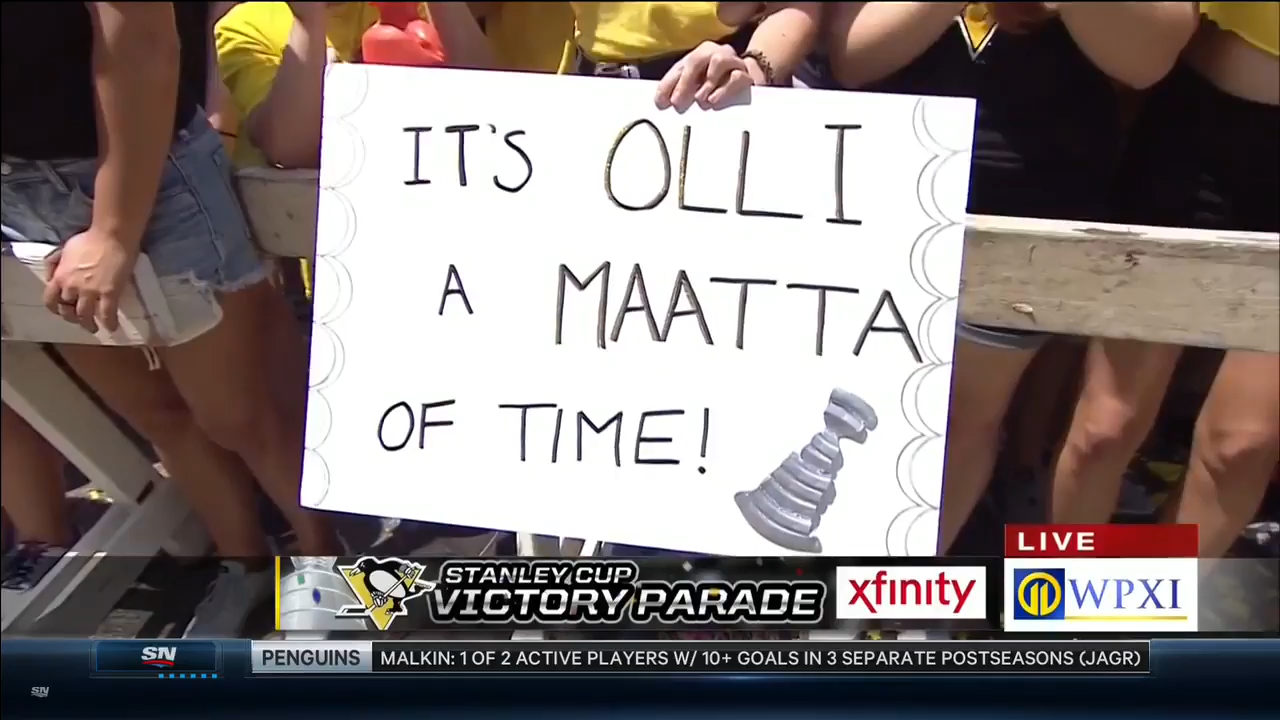 IT'S OLLI
A MAATTA
OF TIME!
LIVE
STANLEY CUP
VICTORY PARADE
xfinity
WPXI
SN
PENGUINS
MALKIN: 1 OF 2 ACTIVE PLAYERS W/ 10+ GOALS IN 3 SEPARATE POSTSEASONS (JAGR)
SN